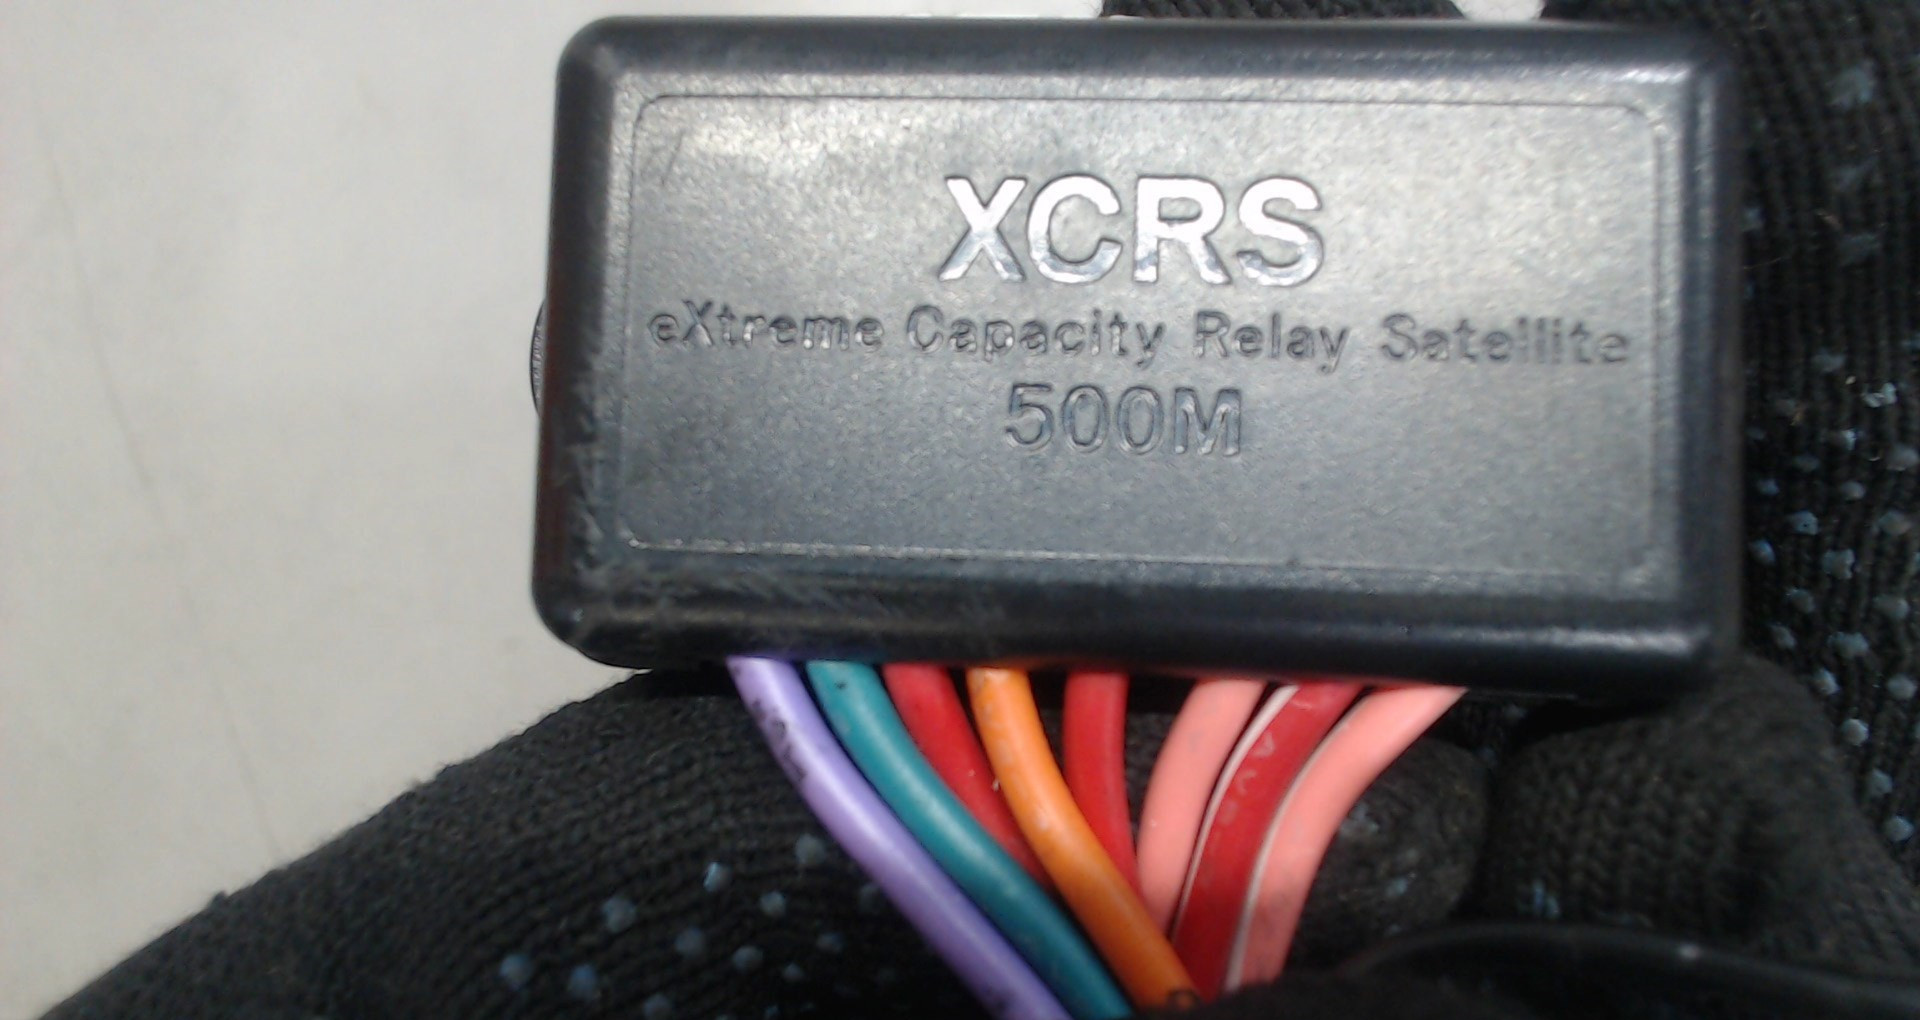 XCRS
eXtreme Capacity Relay Satellite
500M